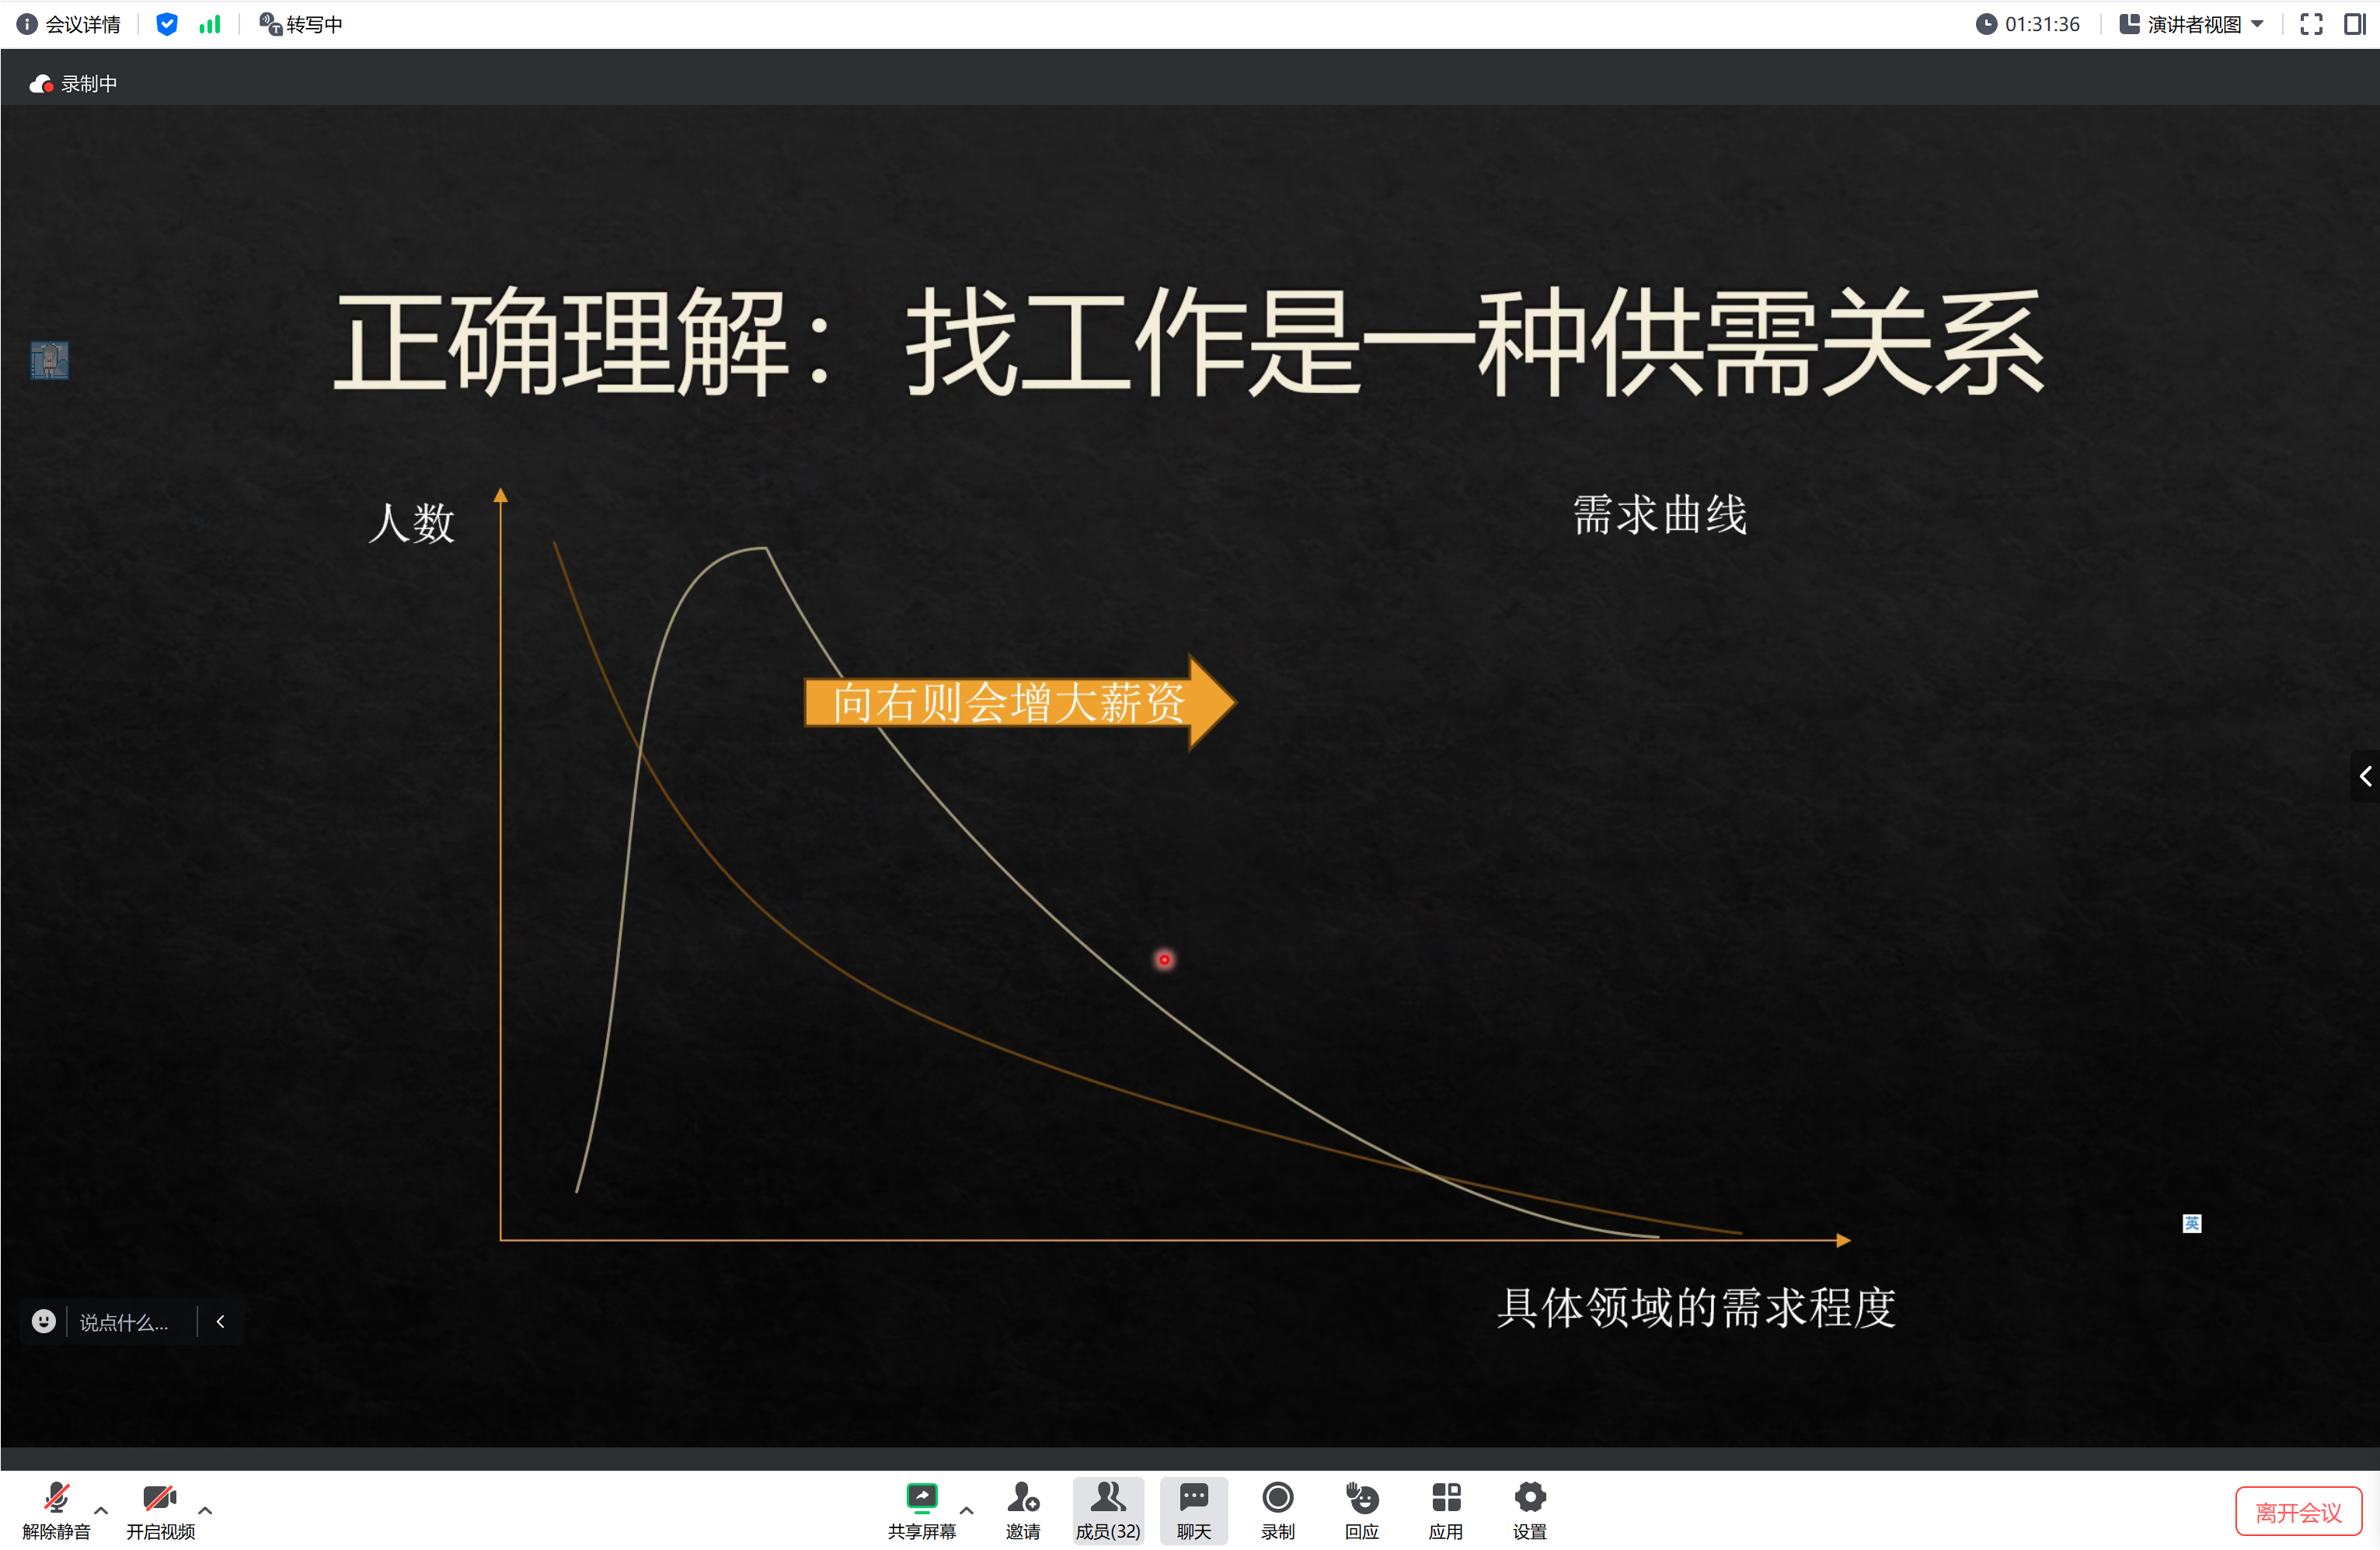 会议详情
转写中
01:31:36
演讲者视图
录制中
正确理解：找工作是一种供需关系
人数
需求曲线
向右则会增大薪资
英
具体领域的需求程度
说点什么...
解除静音
开启视频
共享屏幕
邀请
成员(32)
聊天
录制
回应
应用
设置
离开会议